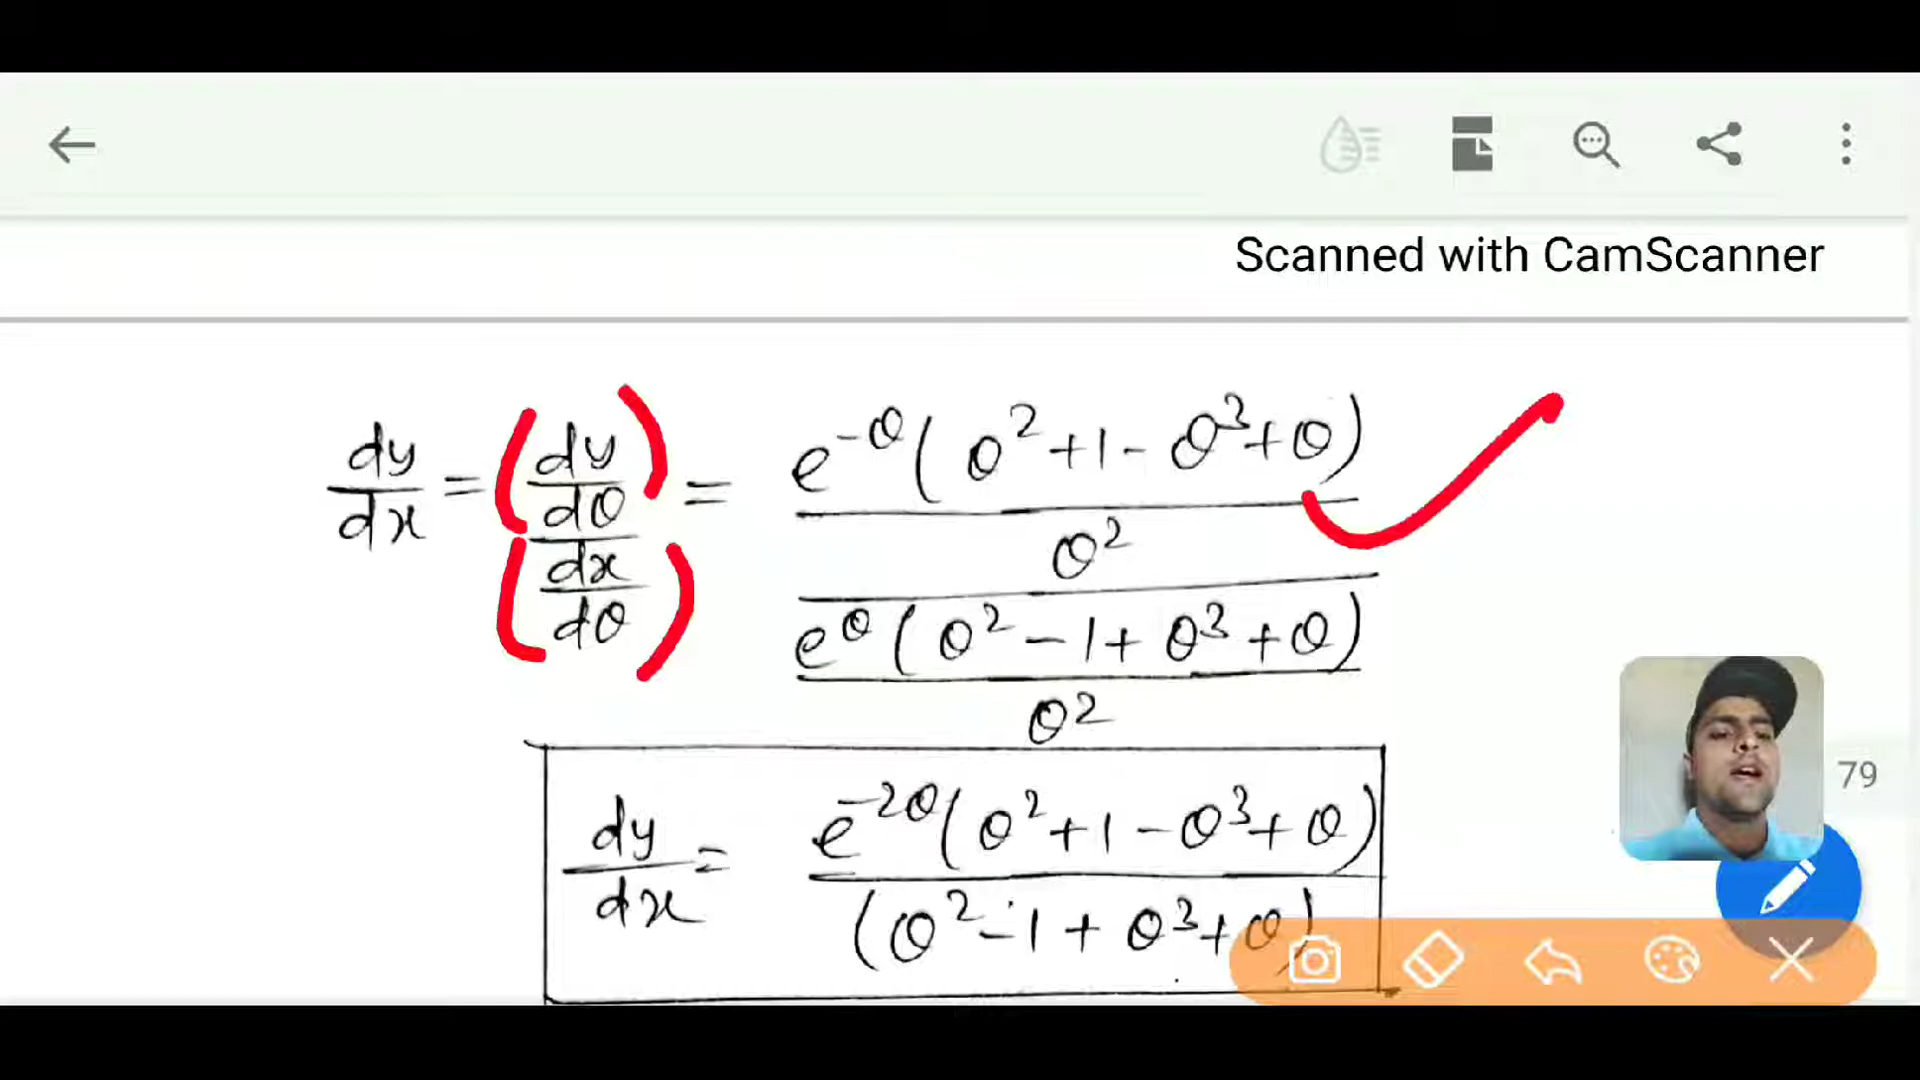 Scanned with CamScanner
dy/dx = (dy/dθ)/(dx/dθ) = (e^-θ(θ^2+1-θ^3+θ)/θ^2)/(e^θ(θ^2-1+θ^3+θ)/θ^2)
79
dy/dx = e^-2θ(θ^2+1-θ^3+θ)/(θ^2-1+θ^3+θ)